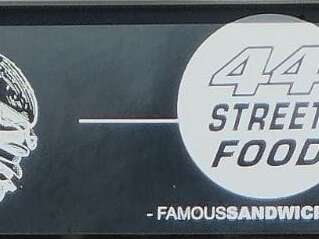 44
STREET
FOOD
- FAMOUSSANDWICH